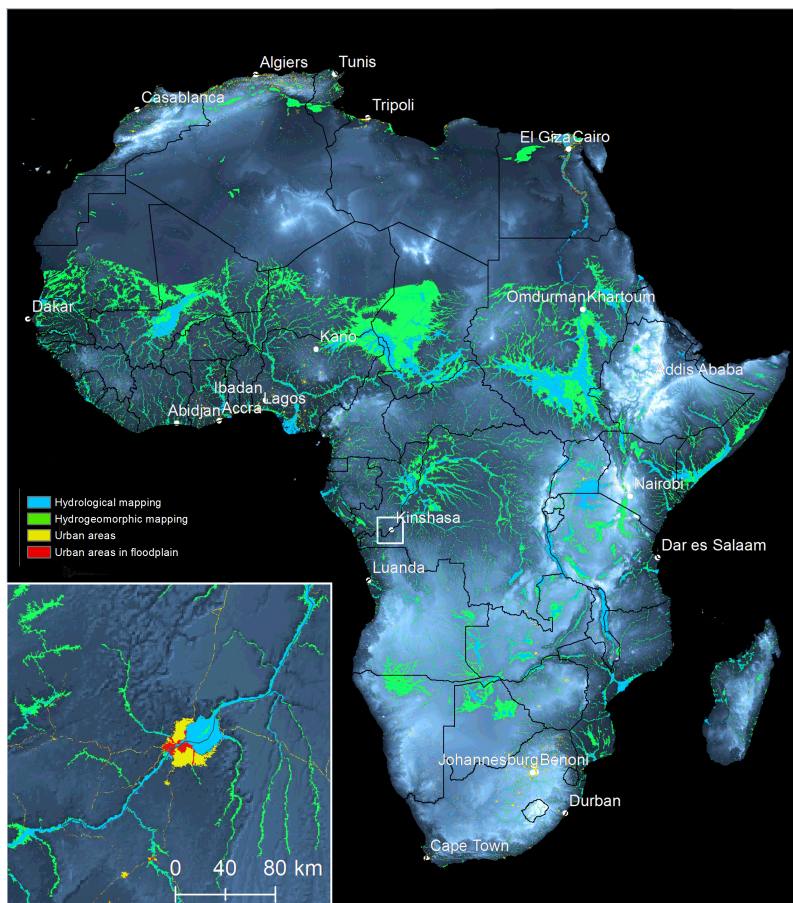 Algiers
Tunis
Casablanca
Tripoli
El Giza Cairo
Dakar
Omdurman Khartoum
Kano
Addis Ababa
Ibadan
Lagos
Abidjan
Accra
Nairobi
Kinshasa
Dar es Salaam
Luanda
Johannesburg Benoni
Durban
Cape Town
Hydrological mapping
Hydrogeomorphic mapping
Urban areas
Urban areas in floodplain
0 40 80 km